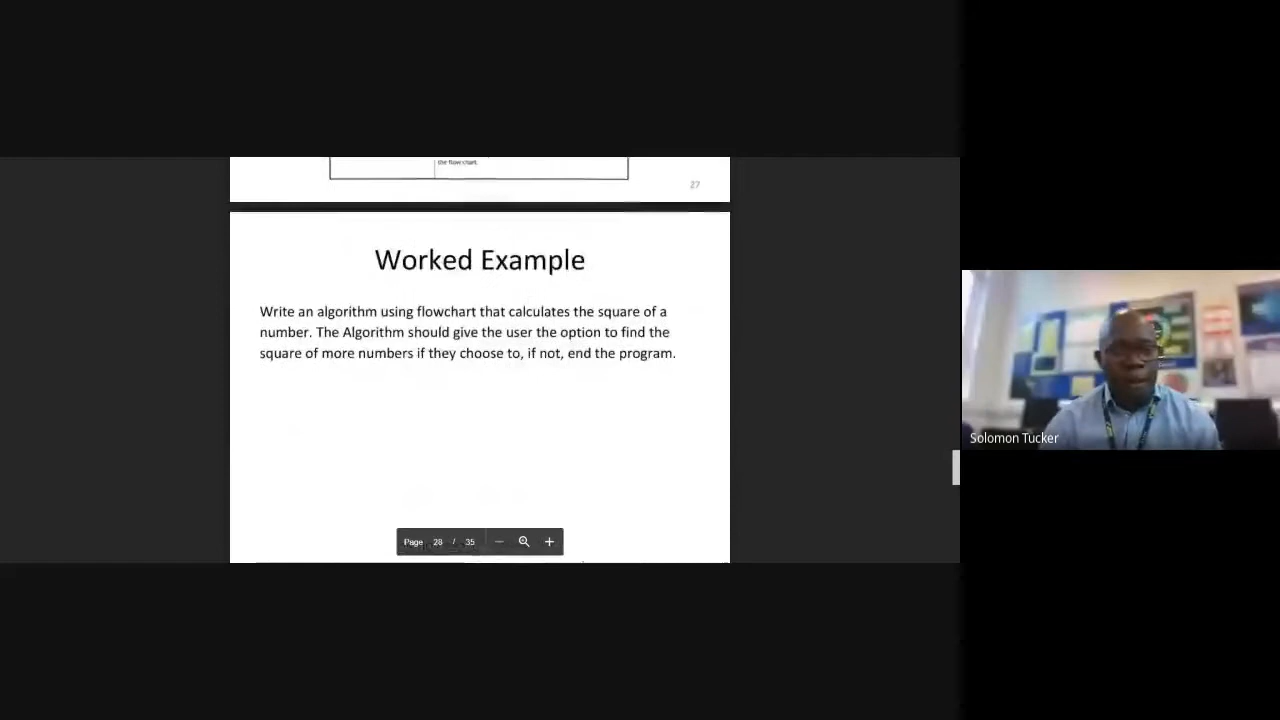 the flow chart.
27
Worked Example
Write an algorithm using flowchart that calculates the square of a
number. The Algorithm should give the user the option to find the
square of more numbers if they choose to, if not, end the program.
Page 28 / 35
Solomon Tucker